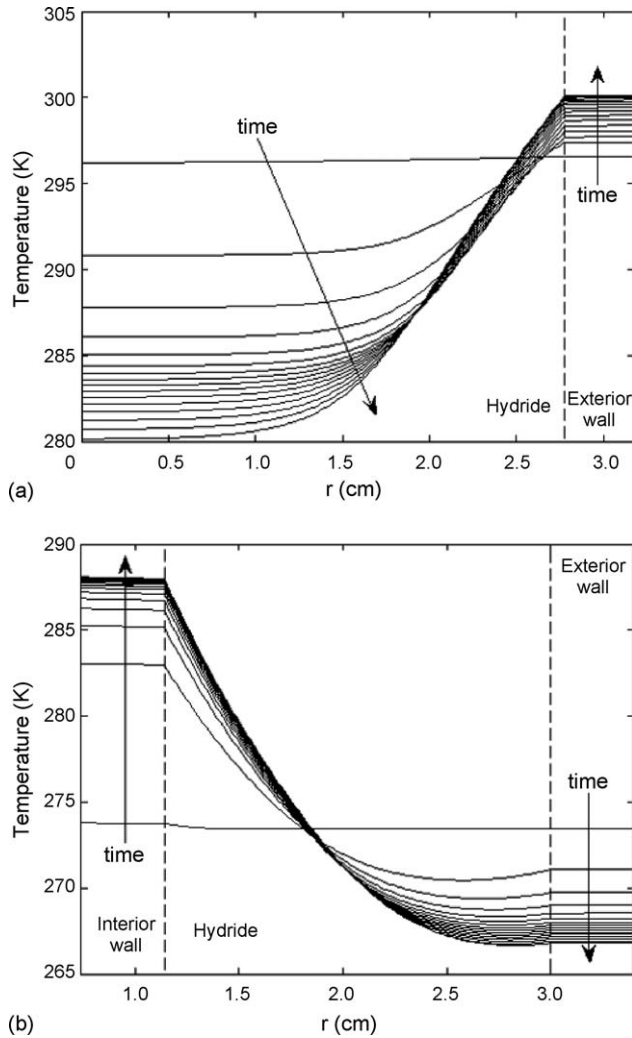 305
300
295
290
285
280
Temperature (K)
time
time
Hydride
Exterior
wall
0
0.5
1.0
1.5
2.0
2.5
3.0
r (cm)
(a)
290
285
280
275
270
265
Temperature (K)
Exterior
wall
time
time
Interior
wall
Hydride
1.0
1.5
2.0
2.5
3.0
r (cm)
(b)